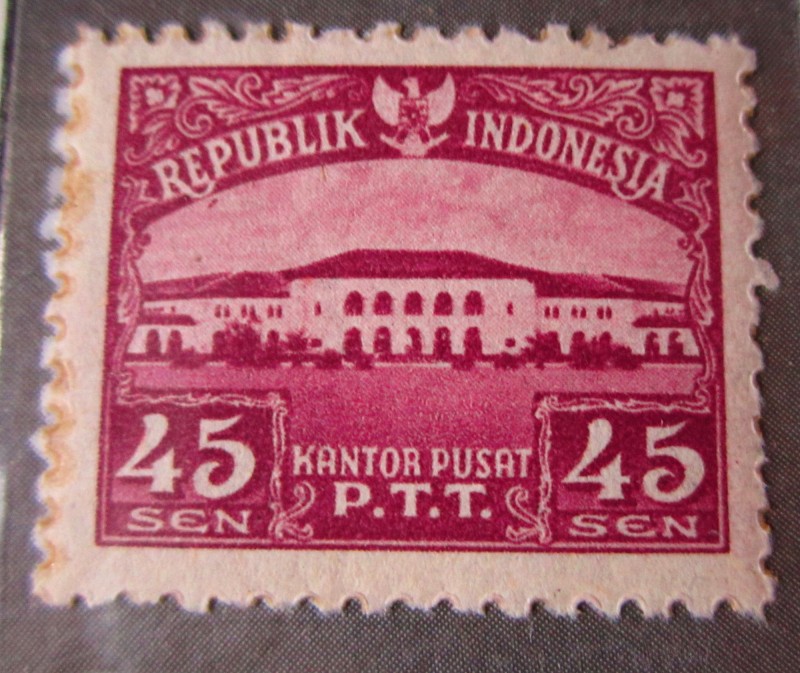 REPUBLIK INDONESIA
KANTOR PUSAT
P.T.T.
45
SEN
45
SEN